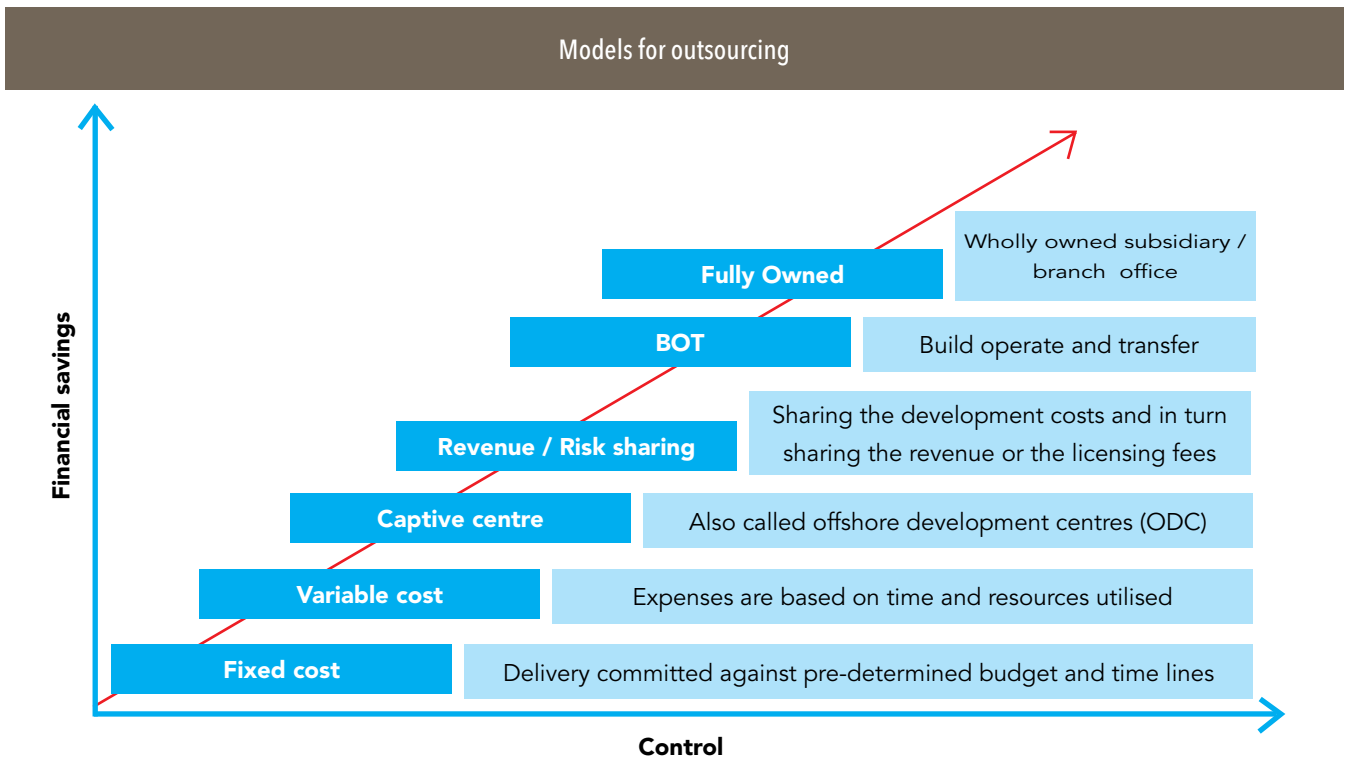 Models for outsourcing
Financial savings
Fully Owned
Wholly owned subsidiary /
branch office
BOT
Build operate and transfer
Revenue / Risk sharing
Sharing the development costs and in turn
sharing the revenue or the licensing fees
Captive centre
Also called offshore development centres (ODC)
Variable cost
Expenses are based on time and resources utilised
Fixed cost
Delivery committed against pre-determined budget and time lines
Control